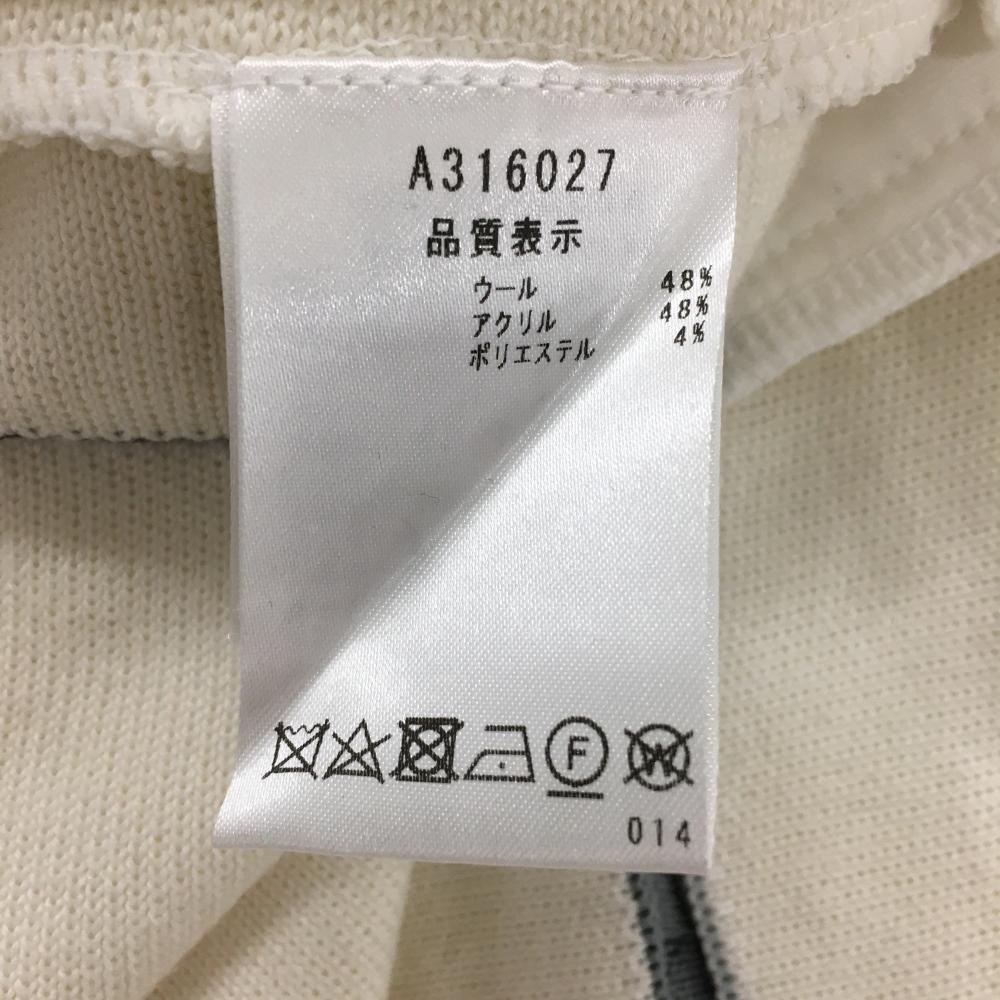 A316027
品質表示
ウール 48%
アクリル 48%
ポリエステル 4%
F W
014